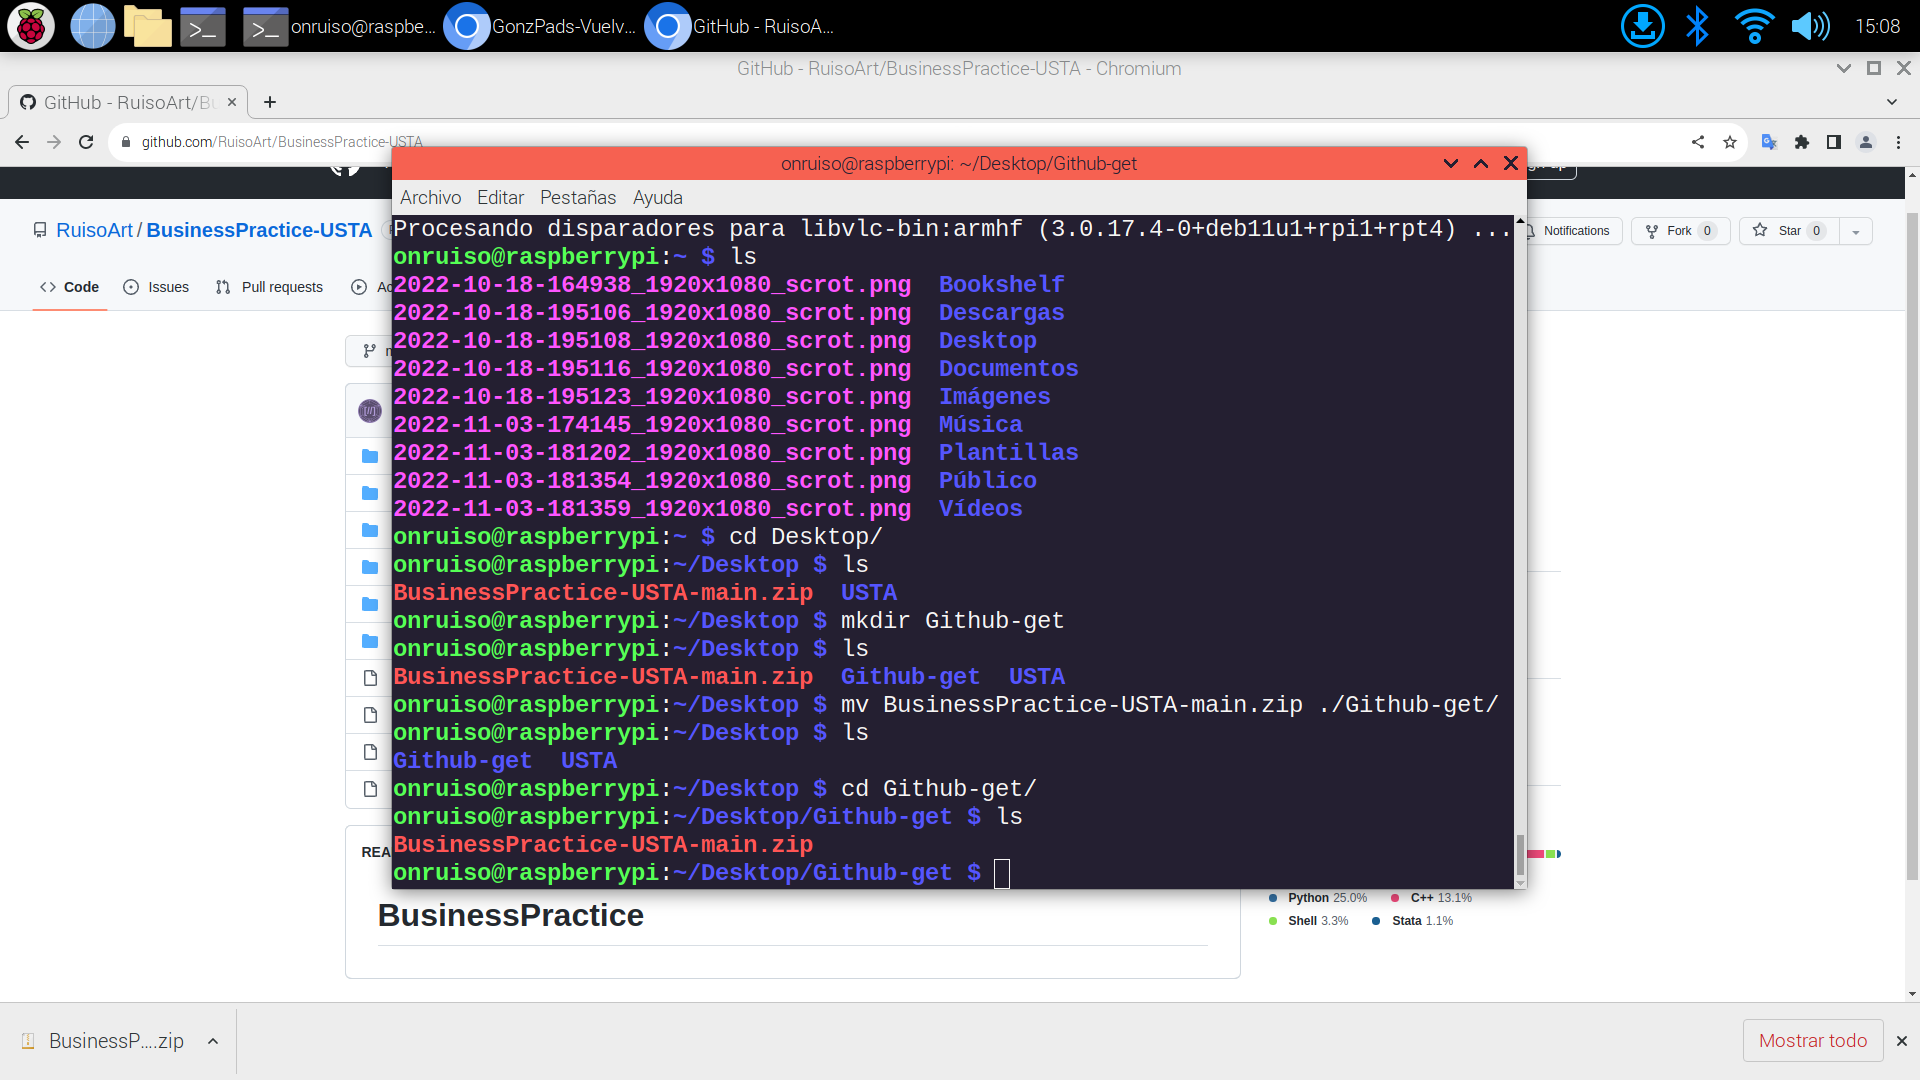 onruiso@raspbe...
GonzPads-Vuelv...
GitHub - RuisoA...
15:08
GitHub - RuisoArt/BusinessPractice-USTA - Chromium
GitHub - RuisoArt/Bu
github.com/RuisoArt/BusinessPractice-USTA
onruiso@raspberrypi: ~/Desktop/Github-get
Archivo Editar Pestañas Ayuda
RuisoArt / BusinessPractice-USTA
Notifications
Fork 0
Star 0
Code
Issues
Pull requests
Procesando disparadores para libvlc-bin:armhf (3.0.17.4-0+deb11u1+rpi1+rpt4) ...
onruiso@raspberrypi:~ $ ls
2022-10-18-164938_1920x1080_scrot.png Bookshelf
2022-10-18-195106_1920x1080_scrot.png Descargas
2022-10-18-195108_1920x1080_scrot.png Desktop
2022-10-18-195116_1920x1080_scrot.png Documentos
2022-10-18-195123_1920x1080_scrot.png Imágenes
2022-11-03-174145_1920x1080_scrot.png Música
2022-11-03-181202_1920x1080_scrot.png Plantillas
2022-11-03-181354_1920x1080_scrot.png Público
2022-11-03-181359_1920x1080_scrot.png Vídeos
onruiso@raspberrypi:~ $ cd Desktop/
onruiso@raspberrypi:~/Desktop $ ls
BusinessPractice-USTA-main.zip USTA
onruiso@raspberrypi:~/Desktop $ mkdir Github-get
onruiso@raspberrypi:~/Desktop $ ls
BusinessPractice-USTA-main.zip Github-get USTA
onruiso@raspberrypi:~/Desktop $ mv BusinessPractice-USTA-main.zip ./Github-get/
onruiso@raspberrypi:~/Desktop $ ls
Github-get USTA
onruiso@raspberrypi:~/Desktop $ cd Github-get/
onruiso@raspberrypi:~/Desktop/Github-get $ ls
BusinessPractice-USTA-main.zip
onruiso@raspberrypi:~/Desktop/Github-get $
REA
BusinessPractice
Python 25.0% C++ 13.1%
Shell 3.3% Stata 1.1%
BusinessP....zip
Mostrar todo